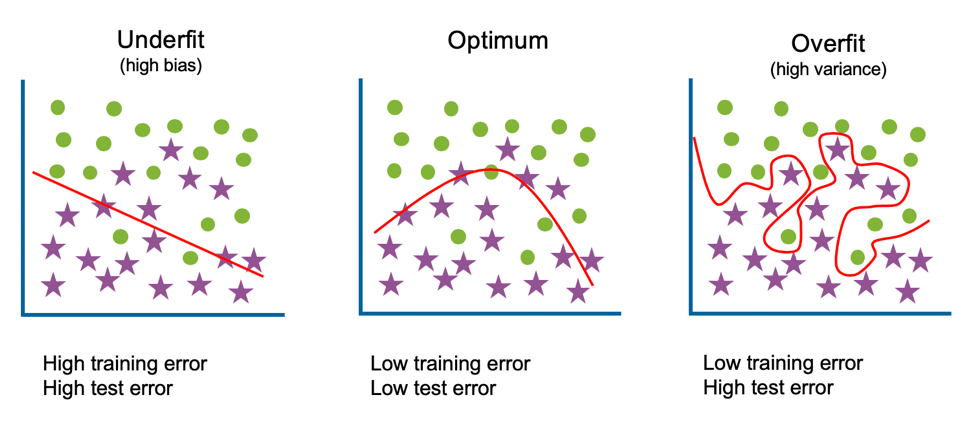 Underfit
(high bias)
High training error
High test error
Optimum
Low training error
Low test error
Overfit
(high variance)
Low training error
High test error